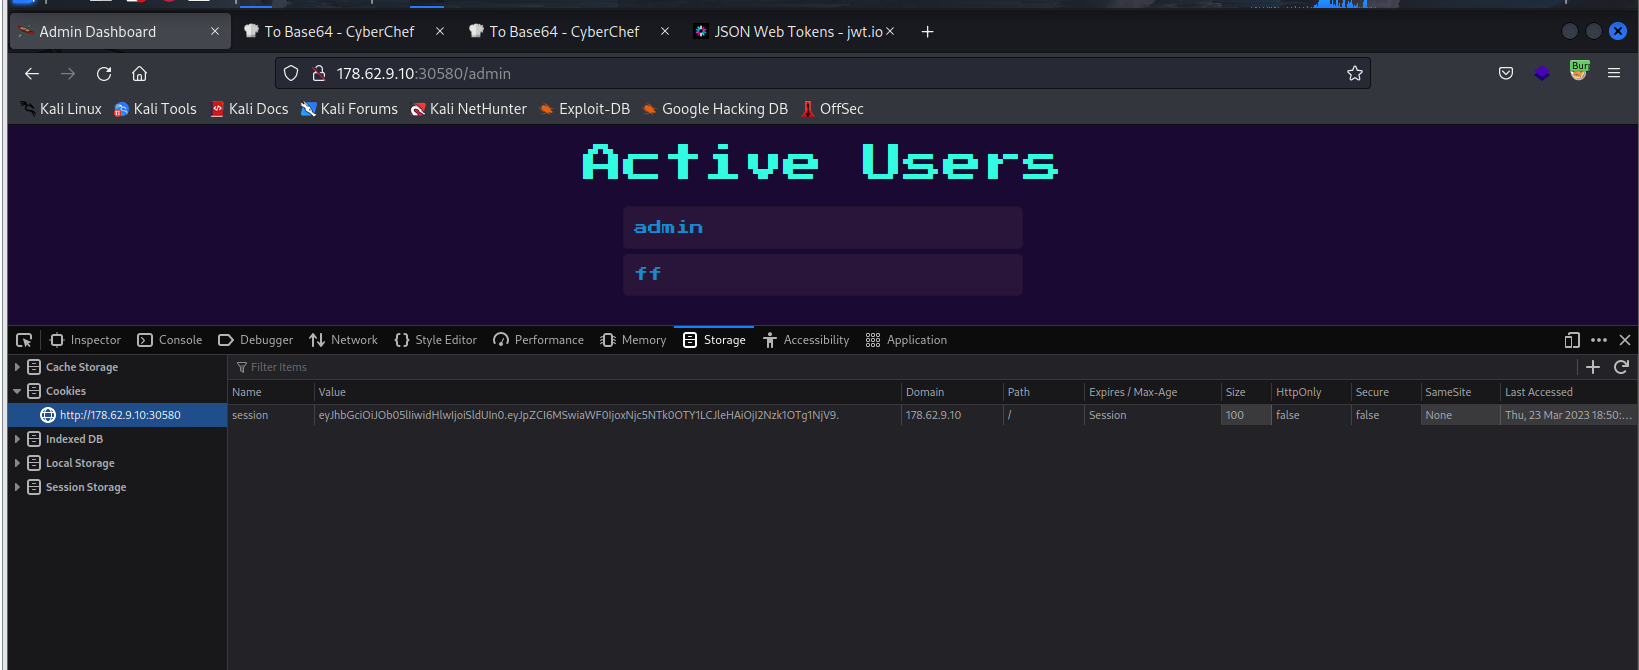 Admin Dashboard
To Base64 - CyberChef
To Base64 - CyberChef
JSON Web Tokens - jwt.io
178.62.9.10:30580/admin
Kali Linux
Kali Tools
Kali Docs
Kali Forums
Kali NetHunter
Exploit-DB
Google Hacking DB
OffSec
Active Users
admin
ff
Inspector
Console
Debugger
Network
Style Editor
Performance
Memory
Storage
Accessibility
Application
Cache Storage
Cookies
http://178.62.9.10:30580
Indexed DB
Local Storage
Session Storage
Filter Items
Name Value Domain Path Expires / Max-Age Size HttpOnly Secure SameSite Last Accessed
session eyJhbGciOiJOb05lIiwidHlwIjoiSldUIn0.eyJpZCI6MSwiaWF0IjoxNjc5NTk0OTY1LCJleHAiOjI2Nzk1OTg1NjV9. 178.62.9.10 / Session 100 false false None Thu, 23 Mar 2023 18:50:...